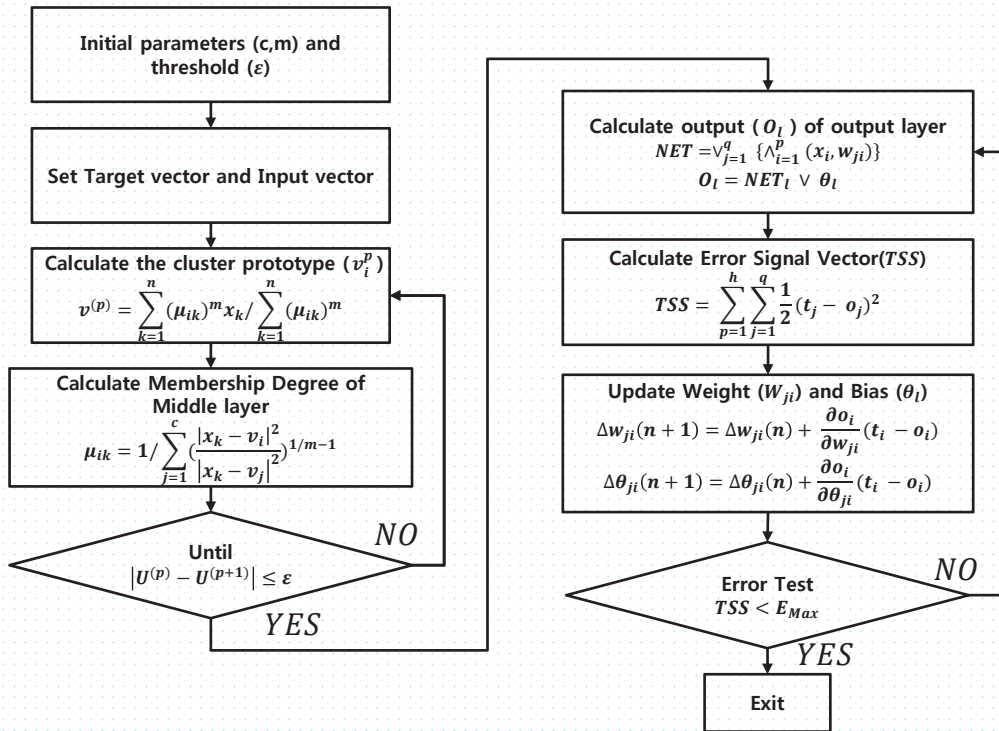 Initial parameters (c,m) and
threshold (ε)
Set Target vector and Input vector
Calculate the cluster prototype (v_i^p)
v^(p) = ∑_{k=1}^{n} (μ_ik)^m x_k / ∑_{k=1}^{n} (μ_ik)^m
Calculate Membership Degree of
Middle layer
μ_ik = 1/ ∑_{j=1}^{c} (|x_k − v_i|^2 / |x_k − v_j|^2)^{1/m−1}
Until
|U^(p) − U^(p+1)| ≤ ε
NO
YES
Calculate output (O_l) of output layer
NET =∨_{j=1}^{q} {∧_{i=1}^{p} (x_i, w_ji)}
O_l = NET_l ∨ θ_l
Calculate Error Signal Vector(TSS)
TSS = ∑_{p=1}^{h} ∑_{j=1}^{q} 1/2 (t_j − o_j)^2
Update Weight (W_ji) and Bias (θ_l)
Δw_ji(n + 1) = Δw_ji(n) + ∂o_i/∂w_ji (t_i − o_i)
Δθ_ji(n + 1) = Δθ_ji(n) + ∂o_i/∂θ_ji (t_i − o_i)
Error Test
TSS < E_Max
NO
YES
Exit